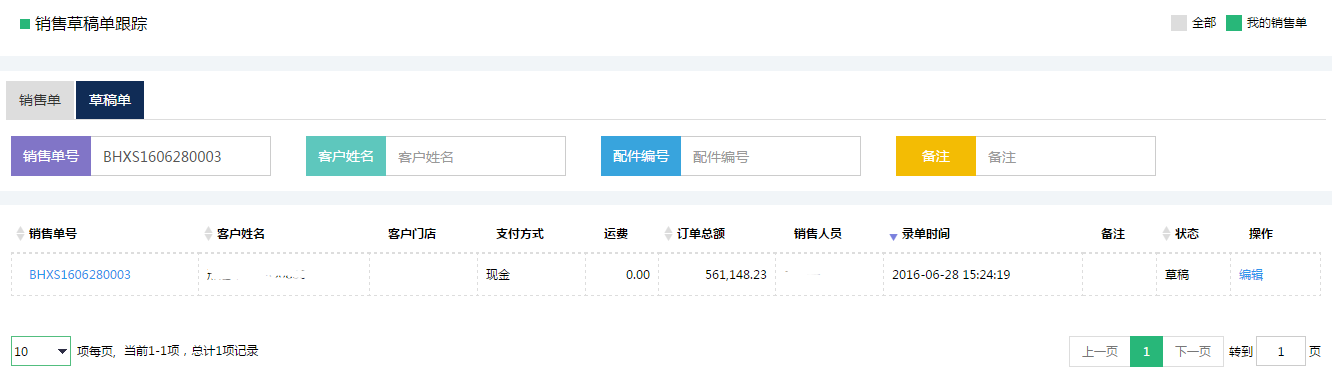 销售草稿单跟踪
全部 我的销售单
销售单 草稿单
销售单号 BHXS1606280003 客户姓名 客户姓名 配件编号 配件编号 备注 备注
销售单号 客户姓名 客户门店 支付方式 运费 订单总额 销售人员 录单时间 备注 状态 操作
BHXS1606280003 现金 0.00 561,148.23 2016-06-28 15:24:19 草稿 编辑
10 项每页, 当前1-1项，总计1项记录 上一页 1 下一页 转到 1 页